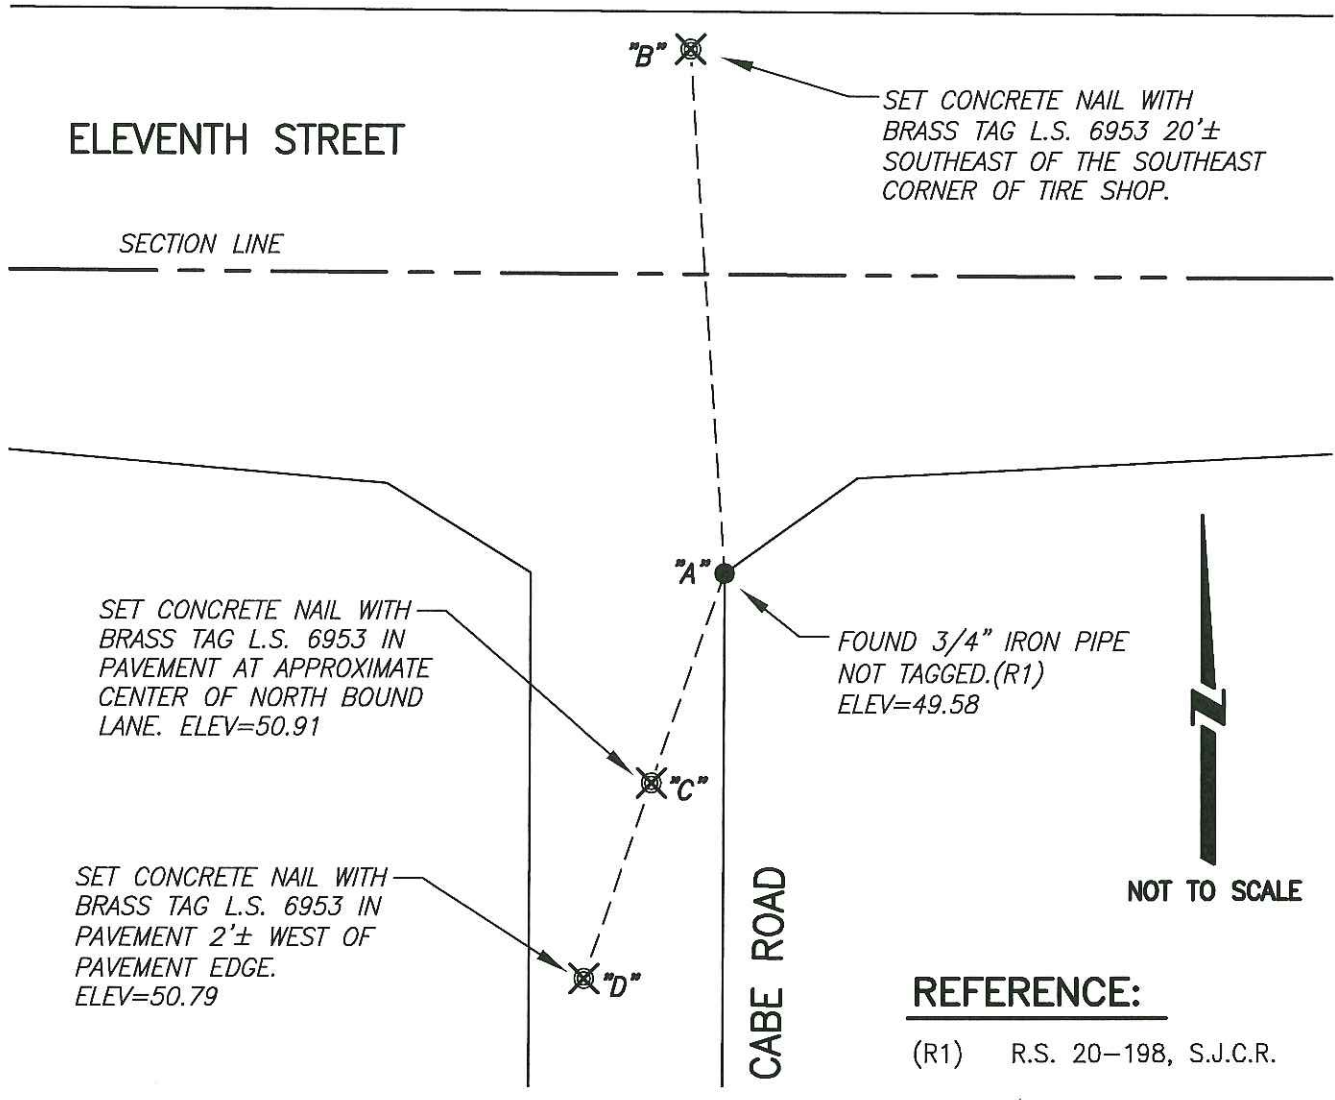 "B"
SET CONCRETE NAIL WITH
BRASS TAG L.S. 6953 20'±
SOUTHEAST OF THE SOUTHEAST
CORNER OF TIRE SHOP.
ELEVENTH STREET
SECTION LINE
"A"
SET CONCRETE NAIL WITH
BRASS TAG L.S. 6953 IN
PAVEMENT AT APPROXIMATE
CENTER OF NORTH BOUND
LANE. ELEV=50.91
FOUND 3/4" IRON PIPE
NOT TAGGED.(R1)
ELEV=49.58
N
"C"
SET CONCRETE NAIL WITH
BRASS TAG L.S. 6953 IN
PAVEMENT 2'± WEST OF
PAVEMENT EDGE.
ELEV=50.79
"D"
CABE ROAD
NOT TO SCALE
REFERENCE:
(R1) R.S. 20-198, S.J.C.R.